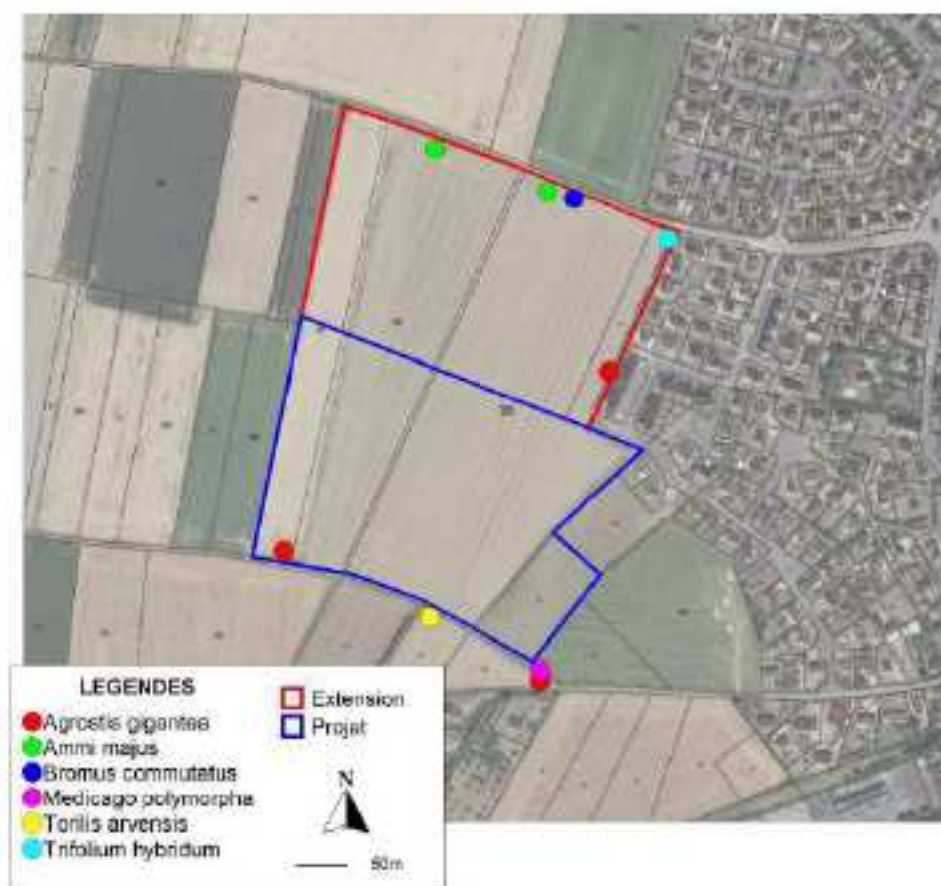 LEGENDES
Agrostis gigantea
Ammi majus
Bromus commutatus
Medicago polymorpha
Torilis arvensis
Trifolium hybridum
Extension
Projet
N
50m